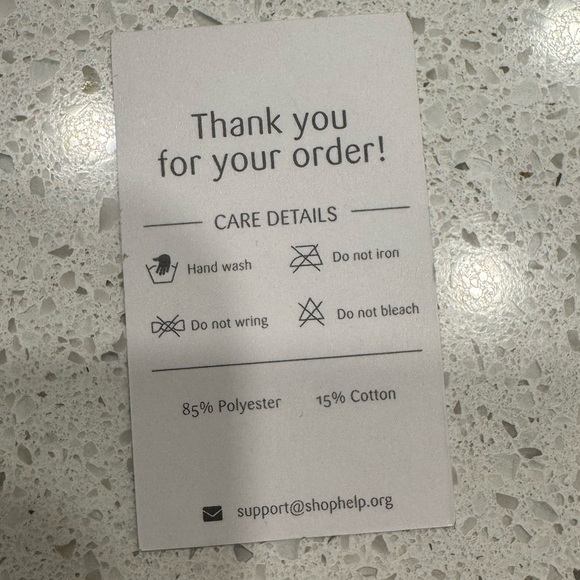 Thank you
for your order!
CARE DETAILS
Hand wash
Do not iron
Do not wring
Do not bleach
85% Polyester
15% Cotton
support@shophelp.org